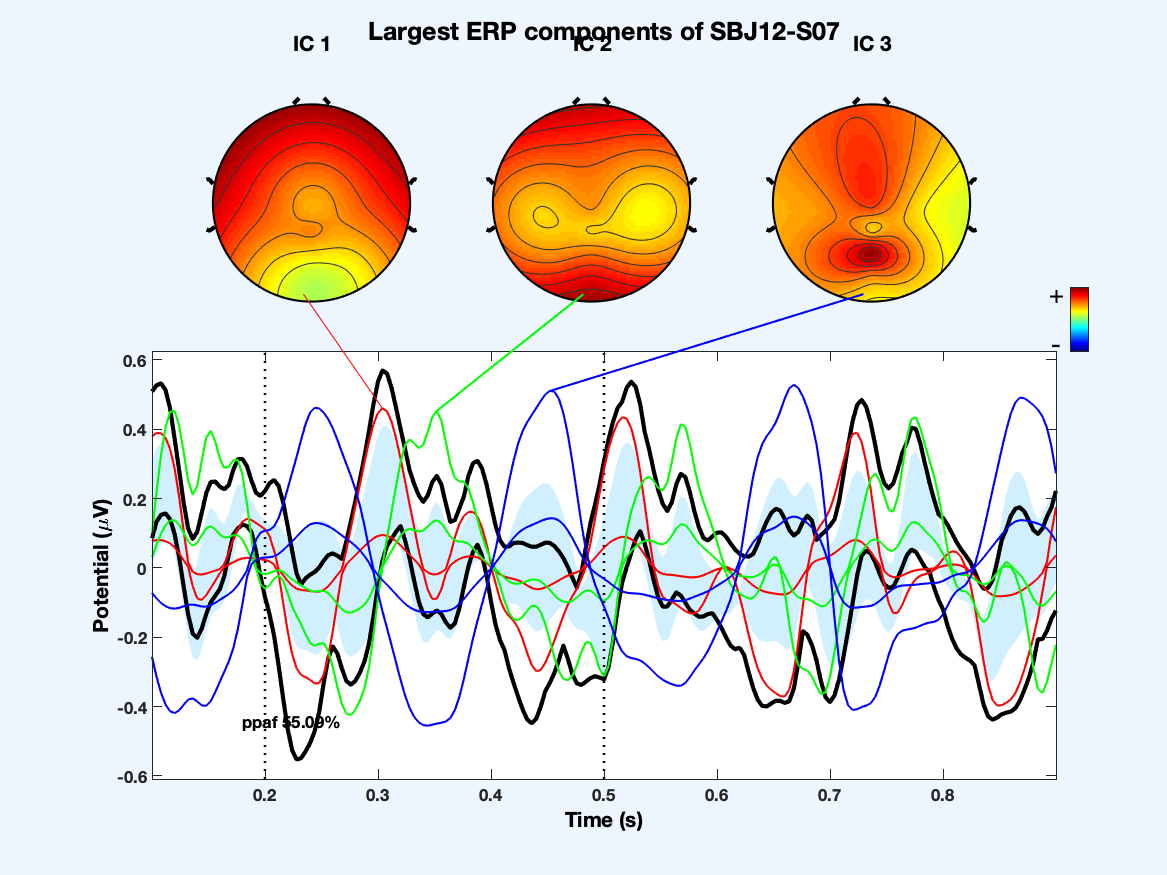 Largest ERP components of SBJ12-S07
IC 1
IC 2
IC 3
+
-
Potential (μV)
0.6
0.4
0.2
0
-0.2
-0.4
-0.6
ppaf 55.09%
0.2
0.3
0.4
0.5
0.6
0.7
0.8
Time (s)